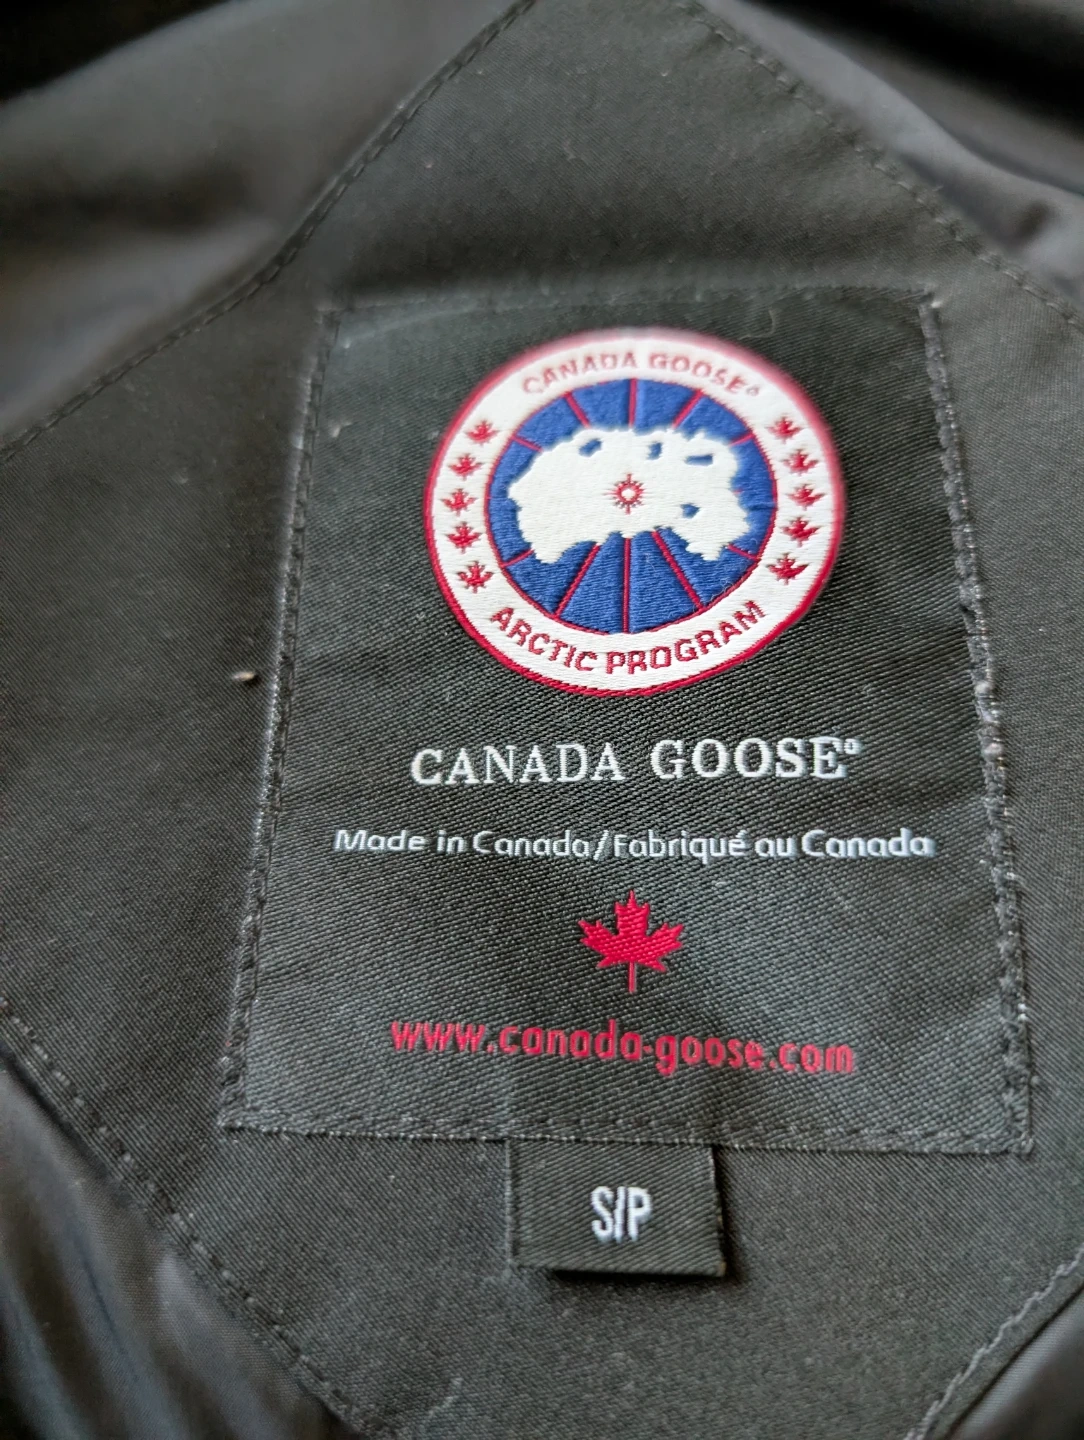 CANADA GOOSE®
ARCTIC PROGRAM
CANADA GOOSE®
Made in Canada/Fabriqué au Canada
www.canada-goose.com
S/P